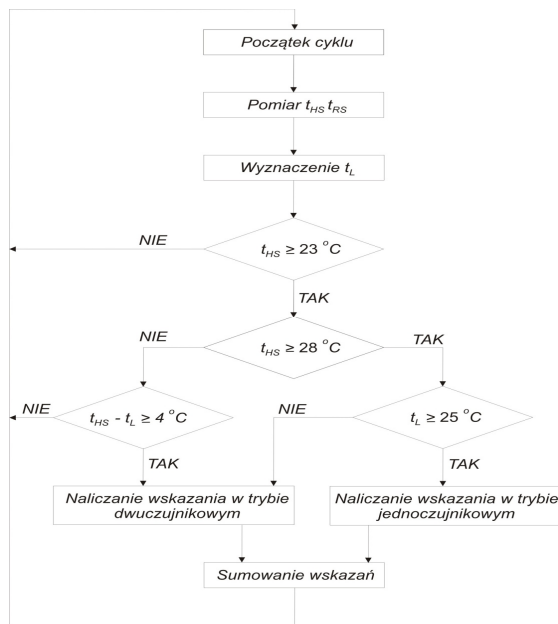 Początek cyklu
Pomiar tHS tRS
Wyznaczenie tL
NIE
tHS ≥ 23 °C
TAK
NIE
tHS ≥ 28 °C
TAK
NIE
tHS - tL ≥ 4 °C
NIE
tL ≥ 25 °C
TAK
TAK
Naliczanie wskazania w trybie
dwuczujnikowym
Naliczanie wskazania w trybie
jednoczujnikowym
Sumowanie wskazań